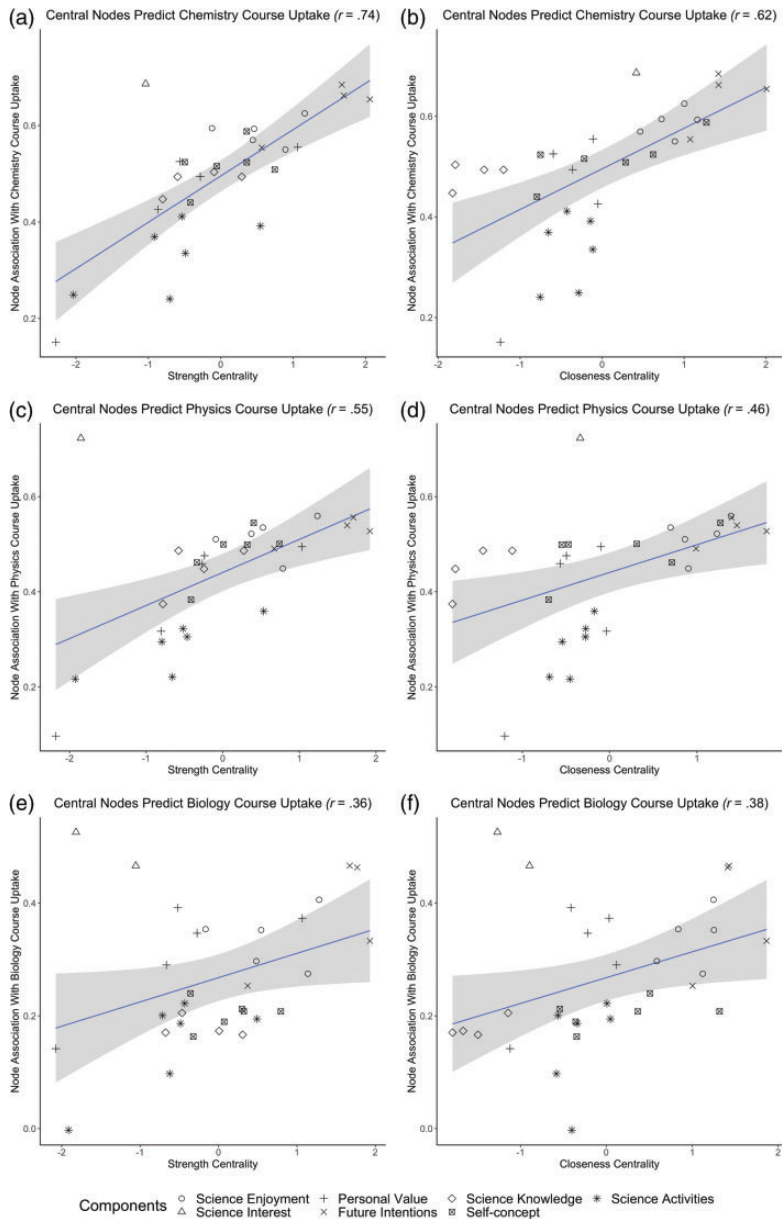 (a) Central Nodes Predict Chemistry Course Uptake (r = .74)
Node Association With Chemistry Course Uptake
0.6
0.4
0.2
-2 -1 0 1 2
Strength Centrality
(b) Central Nodes Predict Chemistry Course Uptake (r = .62)
Node Association With Chemistry Course Uptake
0.6
0.4
0.2
-1 0 1 2
Closeness Centrality
(c) Central Nodes Predict Physics Course Uptake (r = .55)
Node Association With Physics Course Uptake
0.6
0.4
0.2
-2 -1 0 1 2
Strength Centrality
(d) Central Nodes Predict Physics Course Uptake (r = .46)
Node Association With Physics Course Uptake
0.6
0.4
0.2
-1 0 1
Closeness Centrality
(e) Central Nodes Predict Biology Course Uptake (r = .36)
Node Association With Biology Course Uptake
0.4
0.2
0.0
-2 -1 0 1 2
Strength Centrality
(f) Central Nodes Predict Biology Course Uptake (r = .38)
Node Association With Biology Course Uptake
0.4
0.2
0.0
-1 0 1 2
Closeness Centrality
Components
Science Enjoyment Personal Value Science Knowledge Science Activities
Science Interest Future Intentions Self-concept